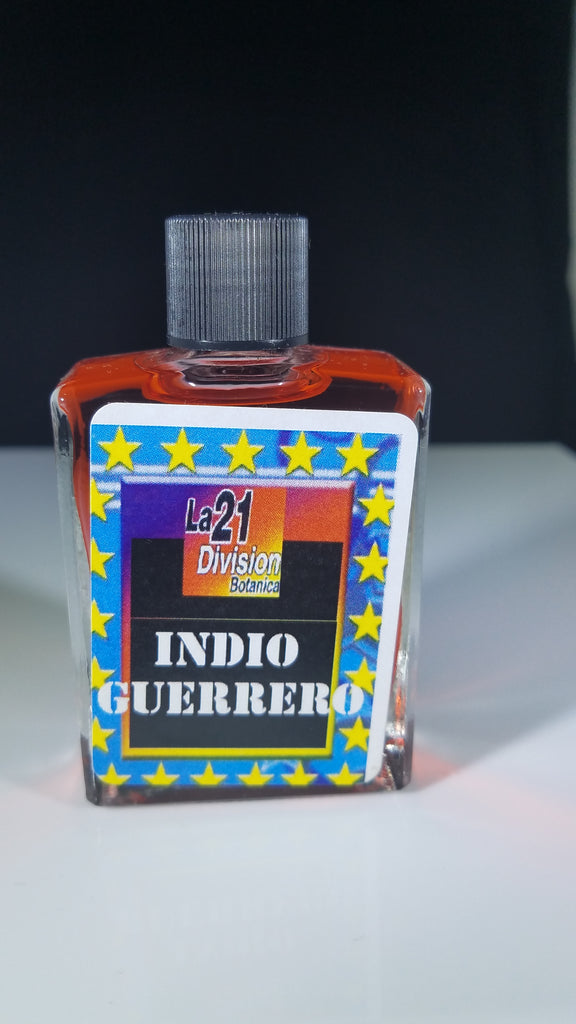 La 21
Division
Botanica
INDIO
GUERRERO